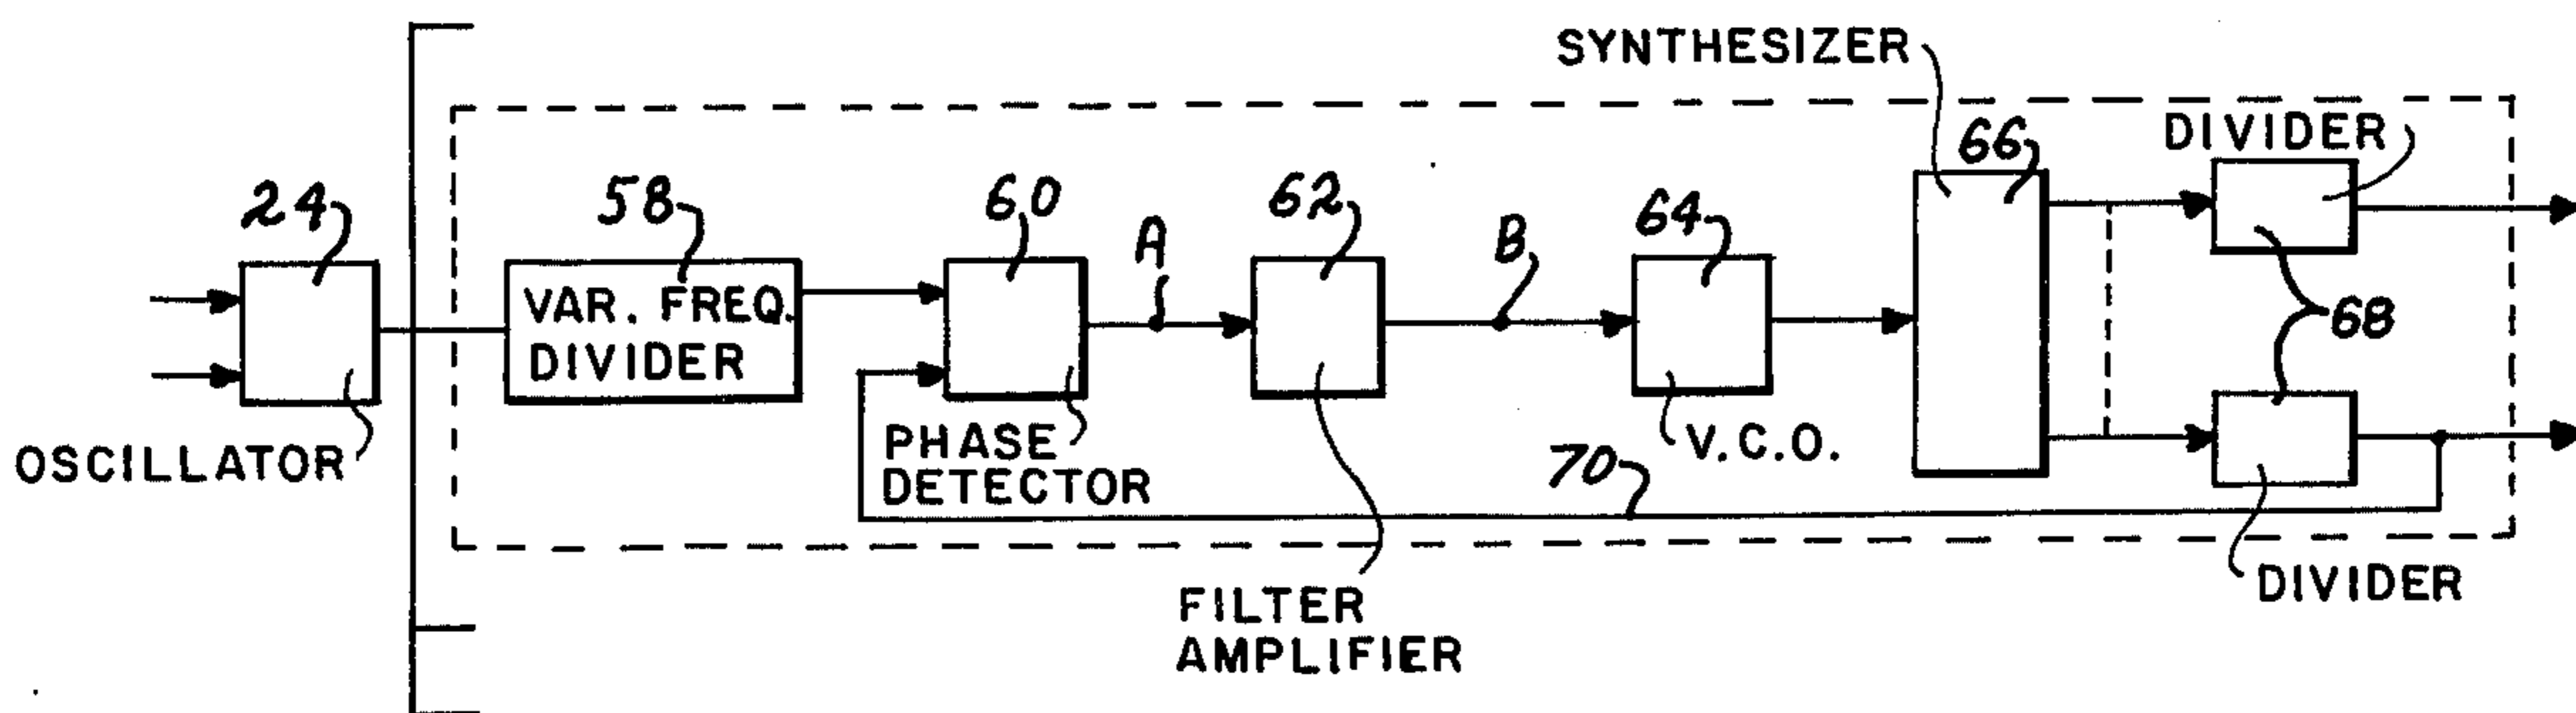 SYNTHESIZER
DIVIDER
66
24
58
60
A
62
B
64
VAR. FREQ.
DIVIDER
68
OSCILLATOR
PHASE
DETECTOR
V.C.O.
70
FILTER
AMPLIFIER
DIVIDER